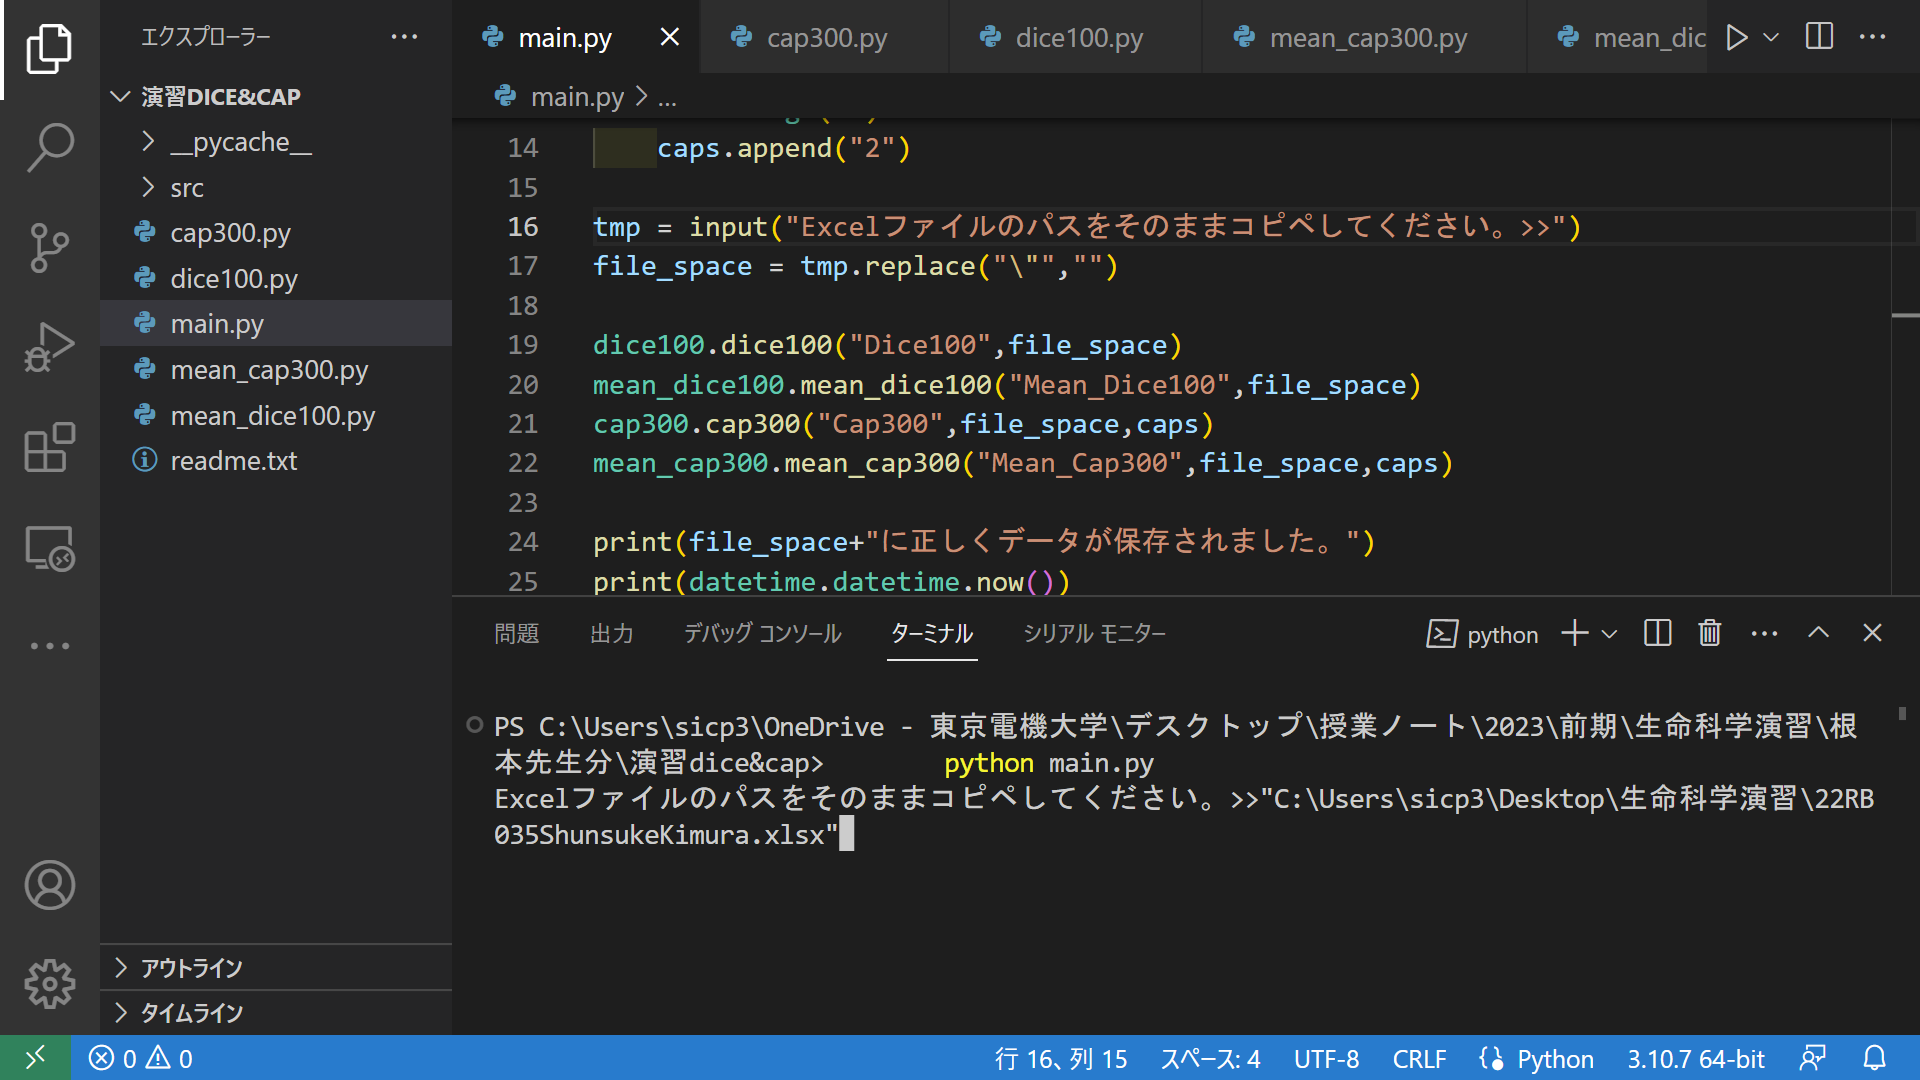 エクスプローラー
演習DICE&CAP
__pycache__
src
cap300.py
dice100.py
main.py
mean_cap300.py
mean_dice100.py
readme.txt
アウトライン
タイムライン
main.py
cap300.py
dice100.py
mean_cap300.py
mean_dic
main.py > ...
14 caps.append("2")
15
16 tmp = input("Excelファイルのパスをそのままコピペしてください。>>")
17 file_space = tmp.replace("\"","")
18
19 dice100.dice100("Dice100",file_space)
20 mean_dice100.mean_dice100("Mean_Dice100",file_space)
21 cap300.cap300("Cap300",file_space,caps)
22 mean_cap300.mean_cap300("Mean_Cap300",file_space,caps)
23
24 print(file_space+"に正しくデータが保存されました。")
25 print(datetime.datetime.now())
問題 出力 デバッグ コンソール ターミナル シリアル モニター
python
PS C:\Users\sicp3\OneDrive - 東京電機大学\デスクトップ\授業ノート\2023\前期\生命科学演習\根
本先生分\演習dice&cap> python main.py
Excelファイルのパスをそのままコピペしてください。>>"C:\Users\sicp3\Desktop\生命科学演習\22RB
035ShunsukeKimura.xlsx"
0 0
行 16、列 15 スペース: 4 UTF-8 CRLF Python 3.10.7 64-bit